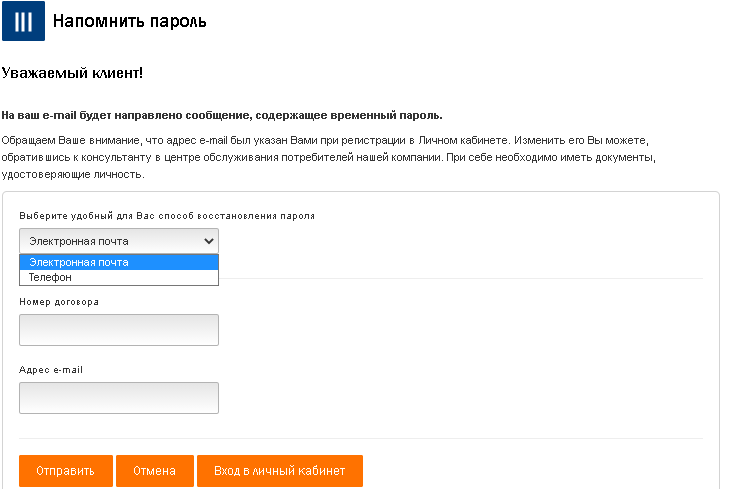 Напомнить пароль
Уважаемый клиент!
На ваш e-mail будет направлено сообщение, содержащее временный пароль.
Обращаем Ваше внимание, что адрес e-mail был указан Вами при регистрации в Личном кабинете. Изменить его Вы можете,
обратившись к консультанту в центре обслуживания потребителей нашей компании. При себе необходимо иметь документы,
удостоверяющие личность.
Выберите удобный для Вас способ восстановления пароля
Электронная почта
Электронная почта
Телефон
Номер договора
Адрес e-mail
Отправить Отмена Вход в личный кабинет